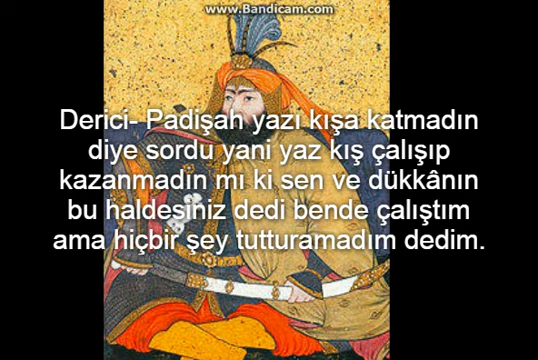 www.Bandicam.com
Derici- Padişah yazı kışa katmadın
diye sordu yani yaz kış çalışıp
kazanmadın mı ki sen ve dükkânın
bu haldesiniz dedi bende çalıştım
ama hiçbir şey tutturamadım dedim.